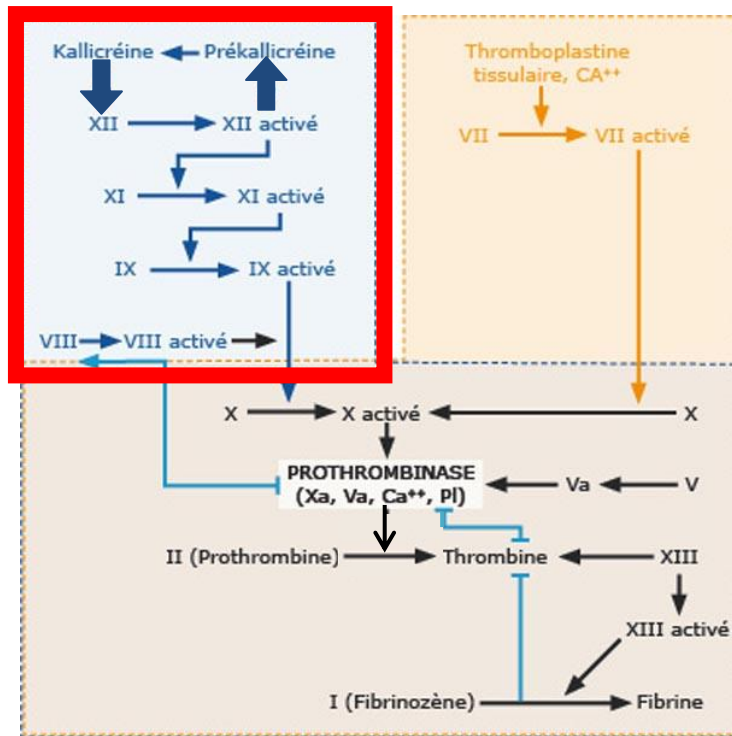 Kallicréine Prékallicréine
XII XII activé
XI XI activé
IX IX activé
VIII VIII activé
Thromboplastine
tissulaire, CA++
VII VII activé
X X activé X
PROTHROMBINASE
(Xa, Va, Ca++, Pl)
Va V
II (Prothrombine) Thrombine XIII
XIII activé
I (Fibrinozène) Fibrine